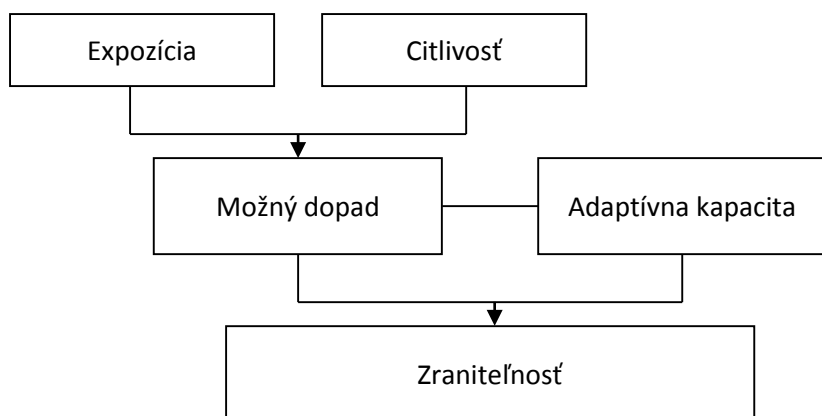 Expozícia
Citlivosť
Možný dopad
Adaptívna kapacita
Zraniteľnosť